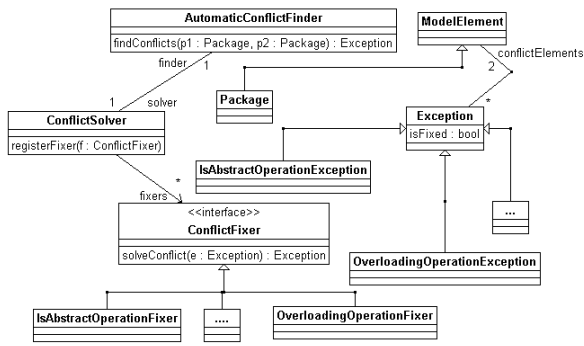 AutomaticConflictFinder
findConflicts(p1 : Package, p2 : Package) : Exception
ModelElement
conflictElements
finder
1
2
Package
1
solver
*
ConflictSolver
registerFixer(f : ConflictFixer)
Exception
isFixed : bool
IsAbstractOperationException
*
fixers
<<interface>>
ConflictFixer
solveConflict(e : Exception) : Exception
...
OverloadingOperationException
IsAbstractOperationFixer
....
OverloadingOperationFixer